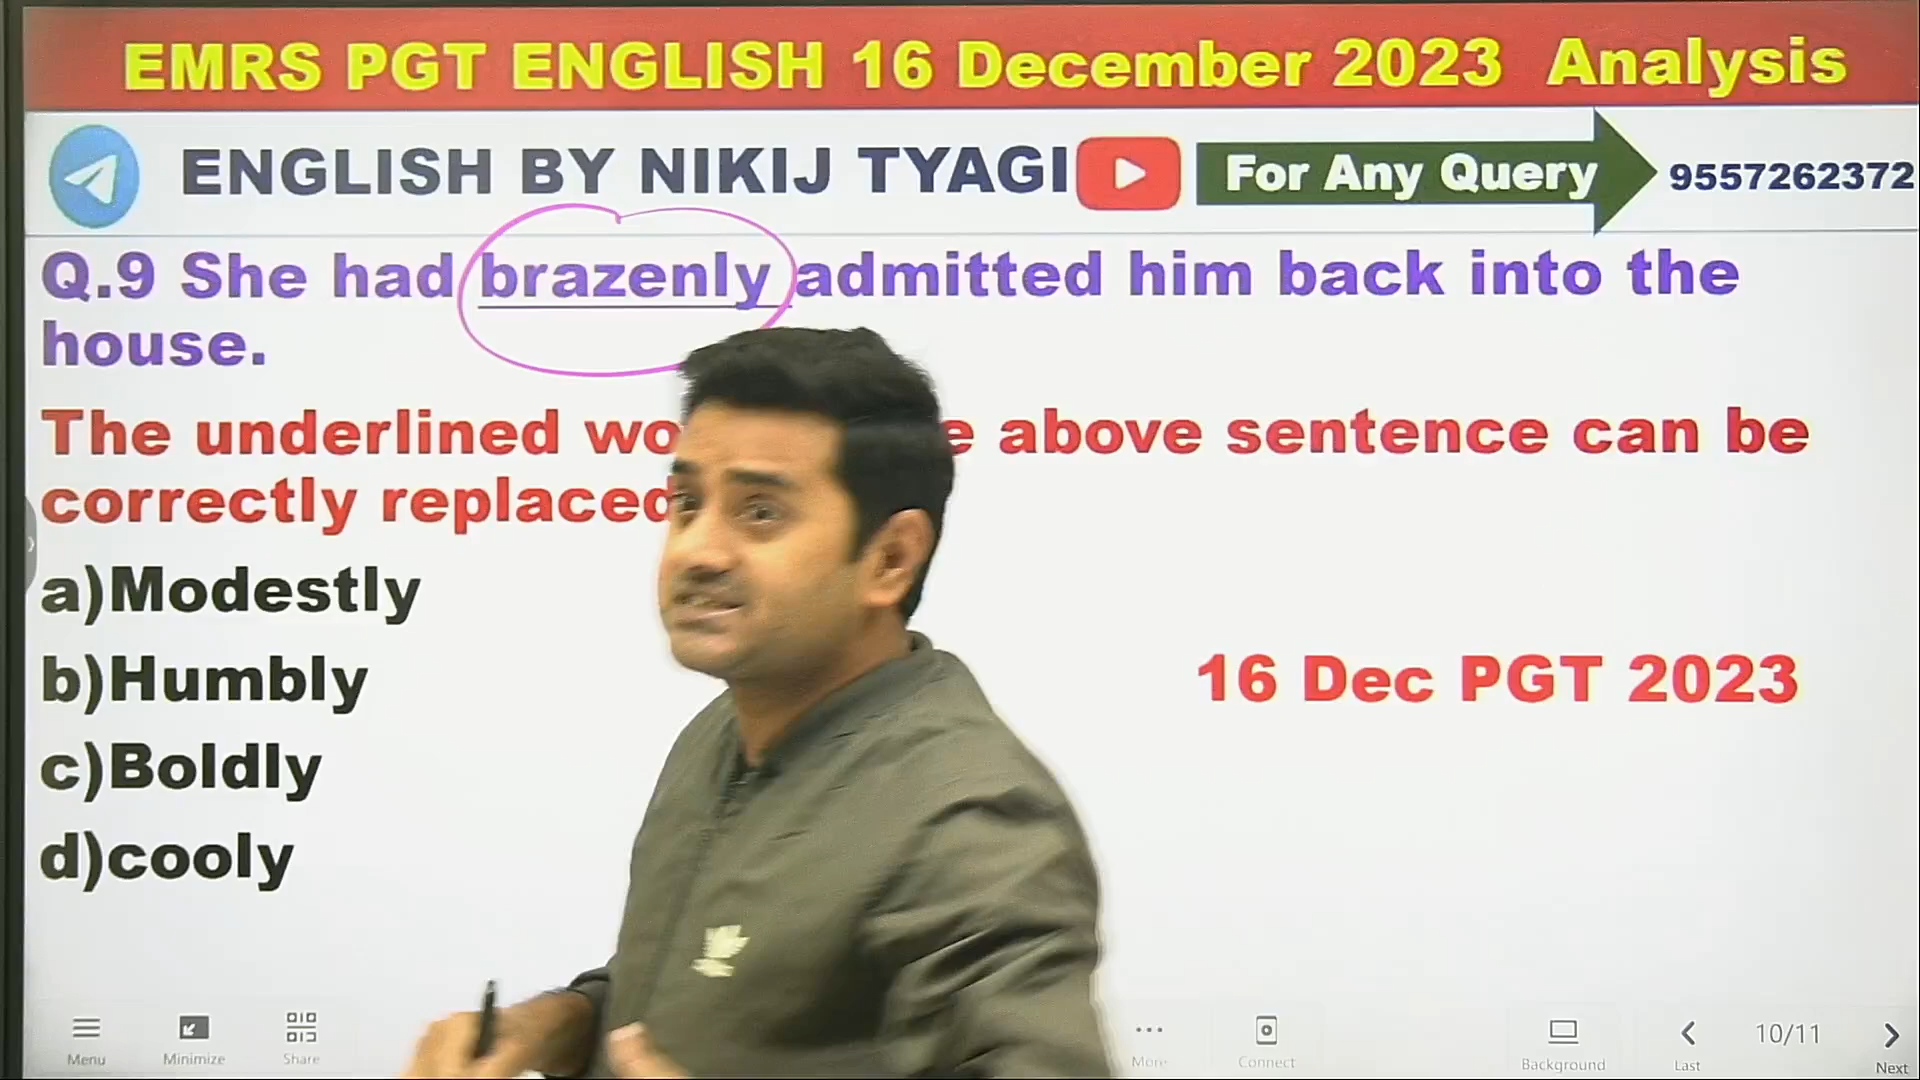 EMRS PGT ENGLISH 16 December 2023 Analysis
ENGLISH BY NIKIJ TYAGI For Any Query 9557262372
Q.9 She had brazenly admitted him back into the
house.
The underlined above sentence can be
correctly replaced
a)Modestly
b)Humbly
16 Dec PGT 2023
c)Boldly
d)cooly
Menu Minimize Share More Connect Background Last 10/11 Next